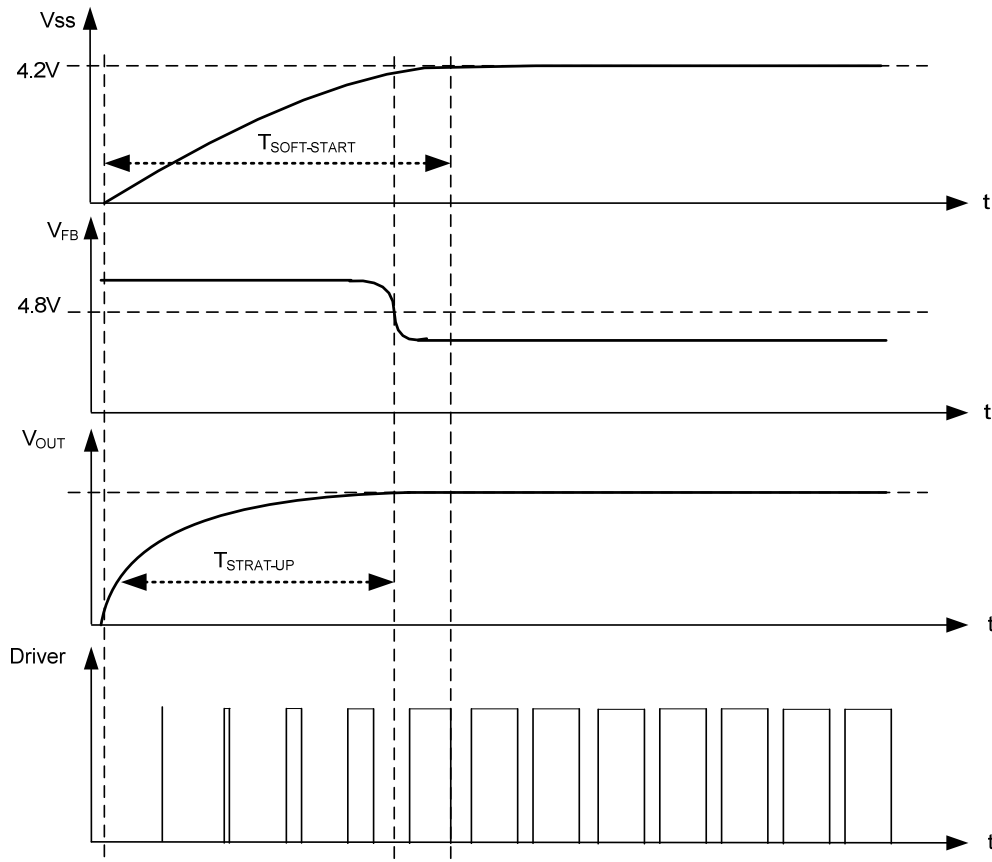 Vss
4.2V
TSOFT-START
t
VFB
4.8V
t
VOUT
TSTRAT-UP
t
Driver
t